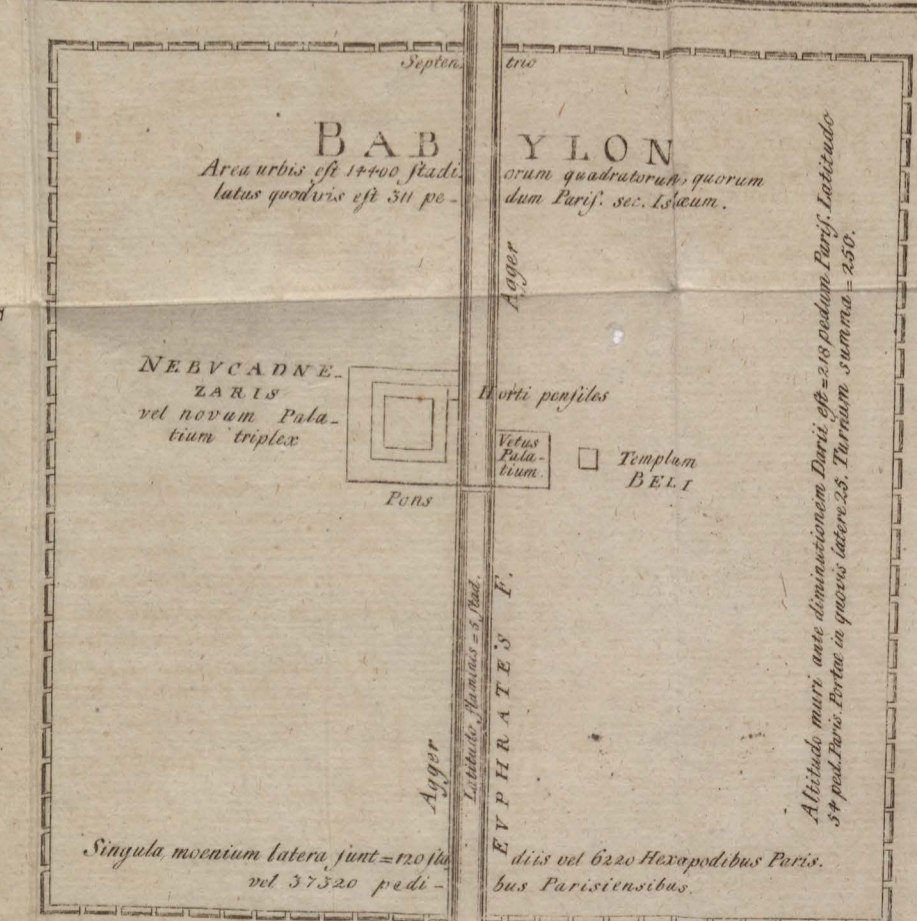 Septen trio
BAB YLON
Area urbis est 14400 stadi orum quadratorum, quorum
latus quodvis est 311 pe- dum Paris. sec. Isæum.
Agger
NEBVCADNE-
ZARIS
vel novum Pala-
tium triplex
Horti pensiles
Vetus
Pala-
tium.
Templum
BELI
Pons
Latitudo fluminis = 5 stad.
EVPHRATES F.
Agger
Altitudo muri ante diminutionem Darii est = 218 pedum Paris. Latitudo
54 ped. Paris. Portae in quovis latere 25. Turrium summa = 250.
Singula moenium latera sunt = 120 sta diis vel 6220 Hexapodibus Paris.
vel 37320 pedi- bus Parisiensibus.